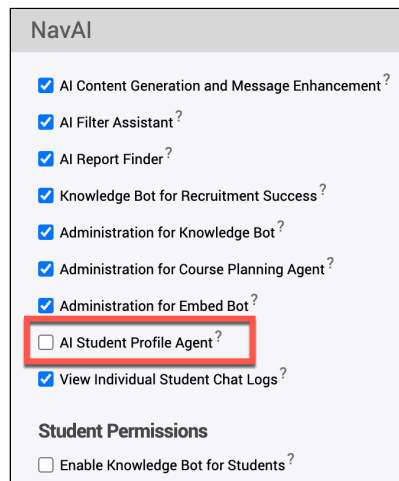 NavAI
AI Content Generation and Message Enhancement ?
AI Filter Assistant ?
AI Report Finder ?
Knowledge Bot for Recruitment Success ?
Administration for Knowledge Bot ?
Administration for Course Planning Agent ?
Administration for Embed Bot ?
AI Student Profile Agent ?
View Individual Student Chat Logs ?
Student Permissions
Enable Knowledge Bot for Students ?